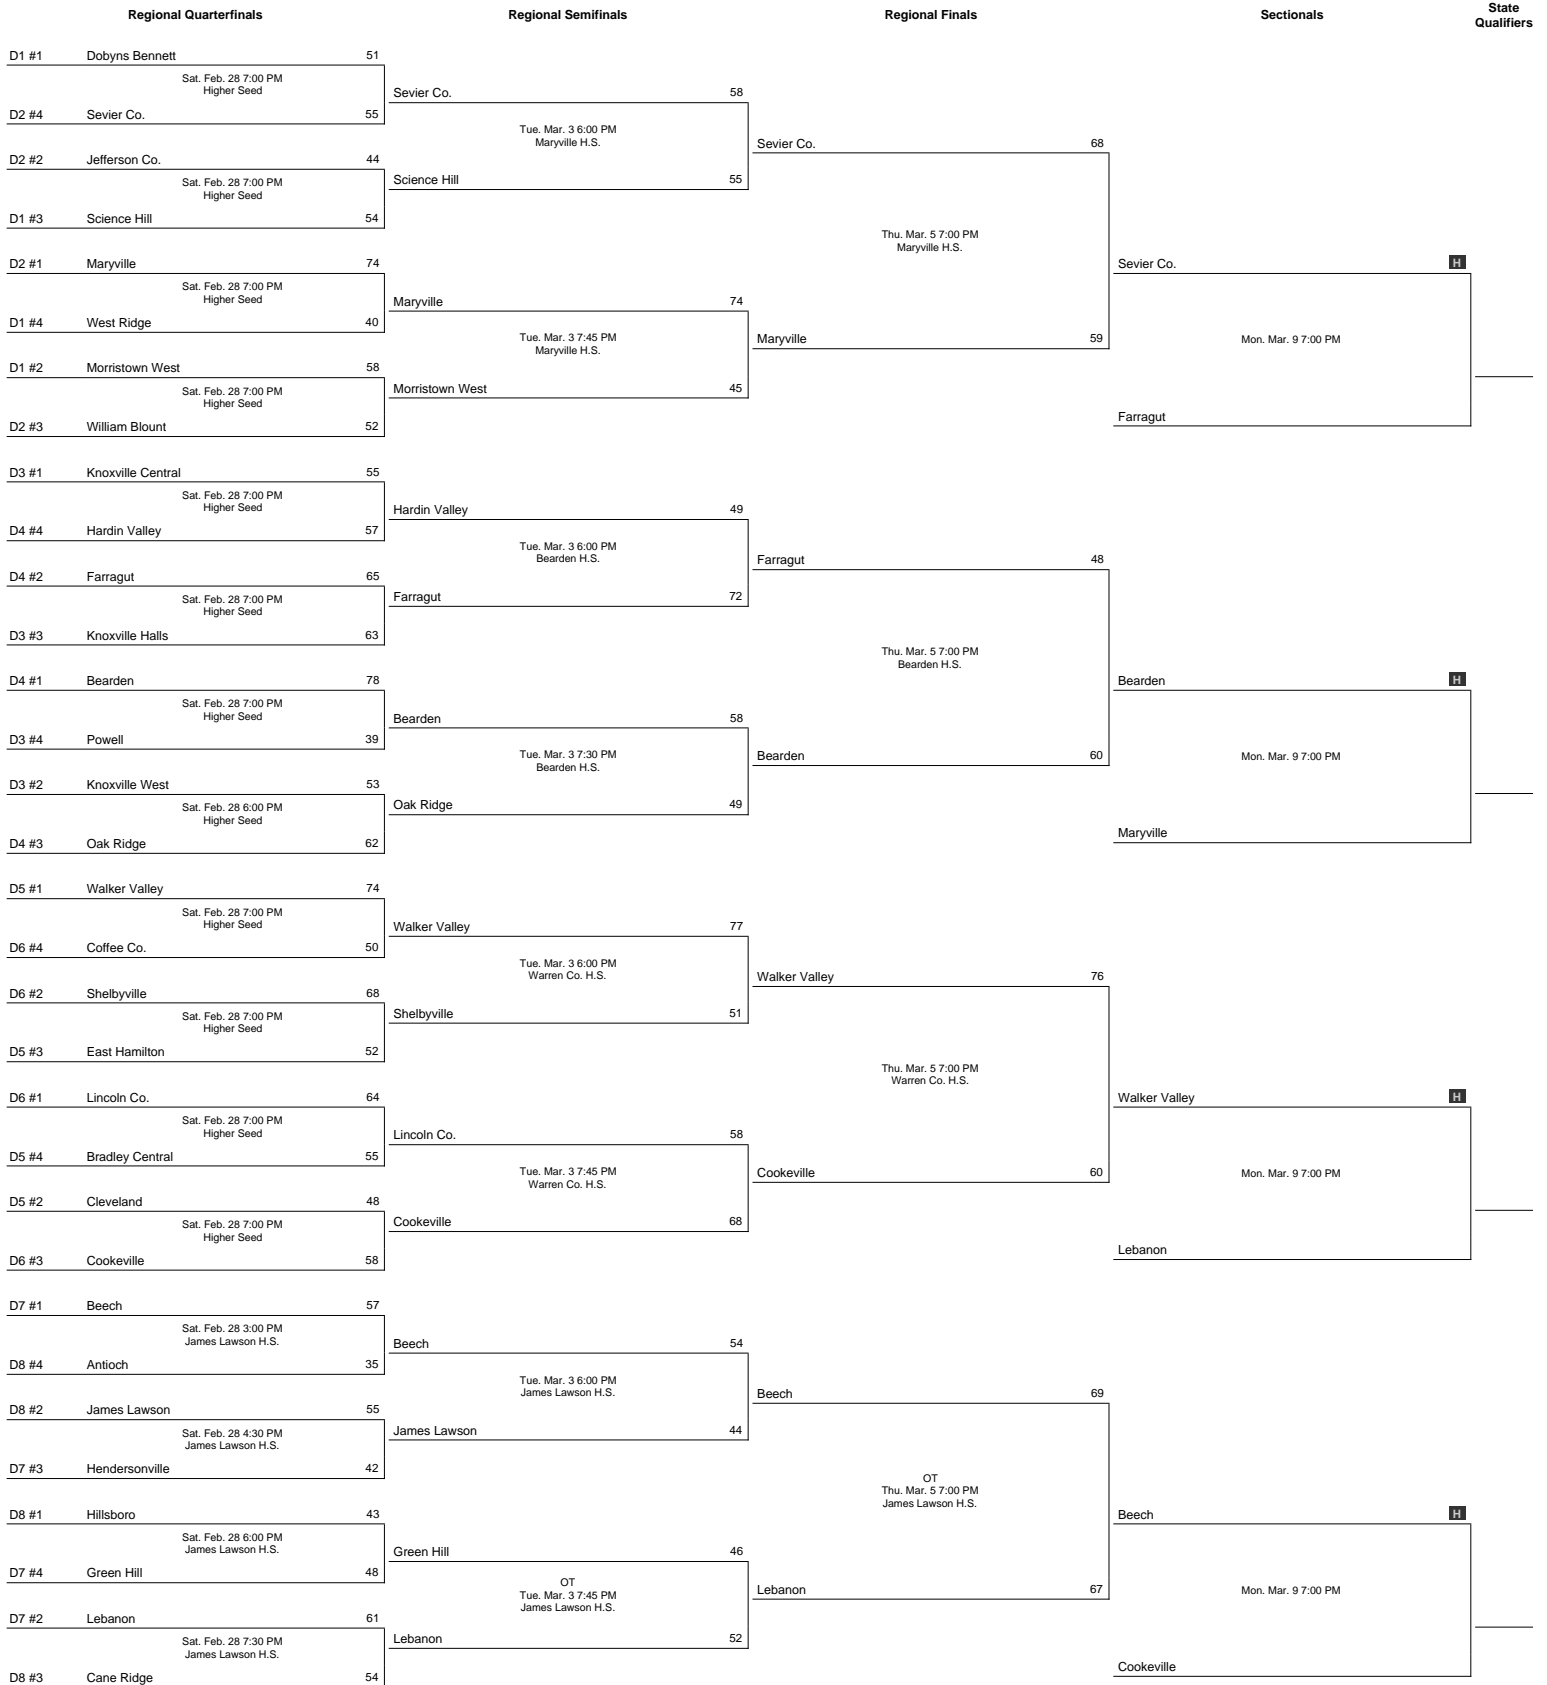 Regional Quarterfinals
Regional Semifinals
Regional Finals
Sectionals
State
Qualifiers
D1 #1 Dobyns Bennett 51
Sat. Feb. 28 7:00 PM
Higher Seed
D2 #4 Sevier Co. 55
D2 #2 Jefferson Co. 44
Sat. Feb. 28 7:00 PM
Higher Seed
D1 #3 Science Hill 54
D2 #1 Maryville 74
Sat. Feb. 28 7:00 PM
Higher Seed
D1 #4 West Ridge 40
D1 #2 Morristown West 58
Sat. Feb. 28 7:00 PM
Higher Seed
D2 #3 William Blount 52
D3 #1 Knoxville Central 55
Sat. Feb. 28 7:00 PM
Higher Seed
D4 #4 Hardin Valley 57
D4 #2 Farragut 65
Sat. Feb. 28 7:00 PM
Higher Seed
D3 #3 Knoxville Halls 63
D4 #1 Bearden 78
Sat. Feb. 28 7:00 PM
Higher Seed
D3 #4 Powell 39
D3 #2 Knoxville West 53
Sat. Feb. 28 6:00 PM
Higher Seed
D4 #3 Oak Ridge 62
D5 #1 Walker Valley 74
Sat. Feb. 28 7:00 PM
Higher Seed
D6 #4 Coffee Co. 50
D6 #2 Shelbyville 68
Sat. Feb. 28 7:00 PM
Higher Seed
D5 #3 East Hamilton 52
D6 #1 Lincoln Co. 64
Sat. Feb. 28 7:00 PM
Higher Seed
D5 #4 Bradley Central 55
D5 #2 Cleveland 48
Sat. Feb. 28 7:00 PM
Higher Seed
D6 #3 Cookeville 58
D7 #1 Beech 57
Sat. Feb. 28 3:00 PM
James Lawson H.S.
D8 #4 Antioch 35
D8 #2 James Lawson 55
Sat. Feb. 28 4:30 PM
James Lawson H.S.
D7 #3 Hendersonville 42
D8 #1 Hillsboro 43
Sat. Feb. 28 6:00 PM
James Lawson H.S.
D7 #4 Green Hill 48
D7 #2 Lebanon 61
Sat. Feb. 28 7:30 PM
James Lawson H.S.
D8 #3 Cane Ridge 54
Sevier Co. 58
Tue. Mar. 3 6:00 PM
Maryville H.S.
Science Hill 55
Maryville 74
Tue. Mar. 3 7:45 PM
Maryville H.S.
Morristown West 45
Hardin Valley 49
Tue. Mar. 3 6:00 PM
Bearden H.S.
Farragut 72
Bearden 58
Tue. Mar. 3 7:30 PM
Bearden H.S.
Oak Ridge 49
Walker Valley 77
Tue. Mar. 3 6:00 PM
Warren Co. H.S.
Shelbyville 51
Lincoln Co. 58
Tue. Mar. 3 7:45 PM
Warren Co. H.S.
Cookeville 68
Beech 54
Tue. Mar. 3 6:00 PM
James Lawson H.S.
James Lawson 44
Green Hill 46
OT
Tue. Mar. 3 7:45 PM
James Lawson H.S.
Lebanon 52
Sevier Co. 68
Thu. Mar. 5 7:00 PM
Maryville H.S.
Maryville 59
Farragut 48
Thu. Mar. 5 7:00 PM
Bearden H.S.
Bearden 60
Walker Valley 76
Thu. Mar. 5 7:00 PM
Warren Co. H.S.
Cookeville 60
Beech 69
OT
Thu. Mar. 5 7:00 PM
James Lawson H.S.
Lebanon 67
Sevier Co. H
Mon. Mar. 9 7:00 PM
Farragut
Bearden H
Mon. Mar. 9 7:00 PM
Maryville
Walker Valley H
Mon. Mar. 9 7:00 PM
Lebanon
Beech H
Mon. Mar. 9 7:00 PM
Cookeville